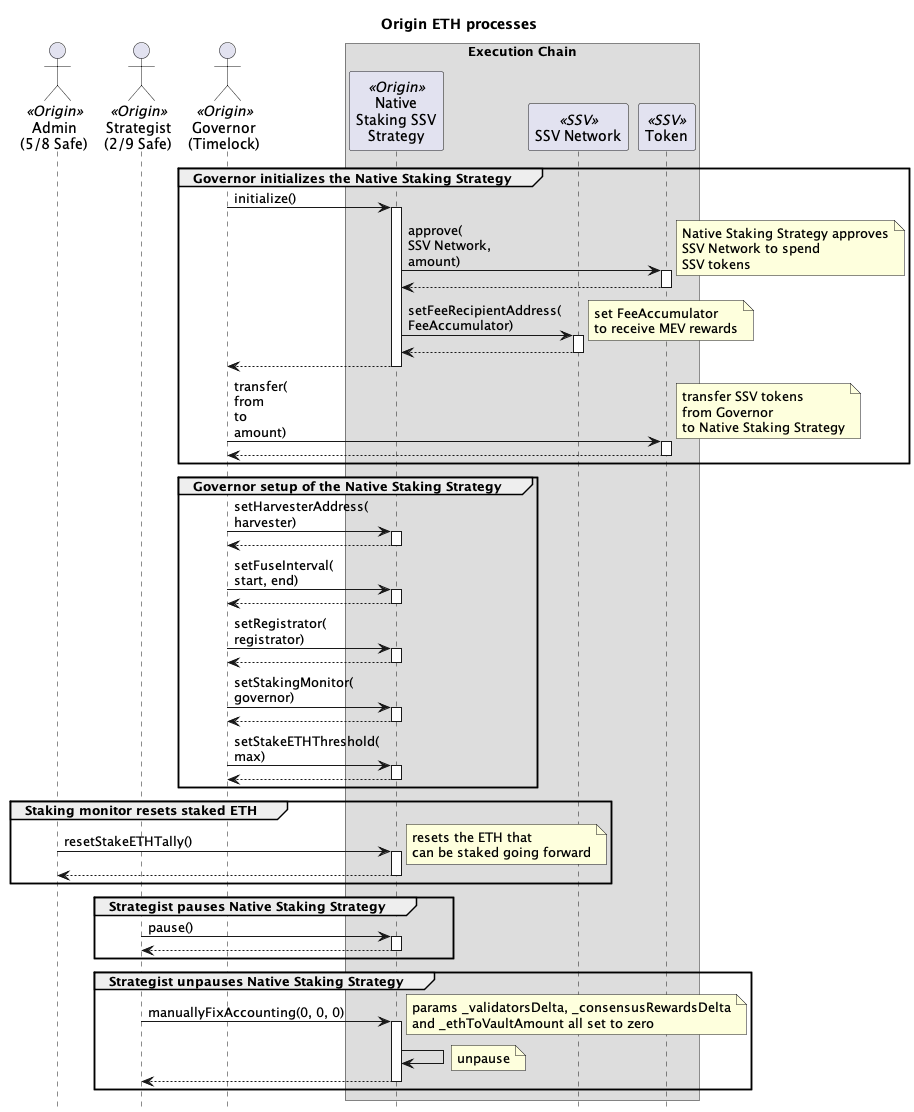 Origin ETH processes
Execution Chain
«Origin»
Admin
(5/8 Safe)
«Origin»
Strategist
(2/9 Safe)
«Origin»
Governor
(Timelock)
«Origin»
Native
Staking SSV
Strategy
«SSV»
SSV Network
«SSV»
Token
Governor initializes the Native Staking Strategy
initialize()
approve(
SSV Network,
amount)
Native Staking Strategy approves
SSV Network to spend
SSV tokens
setFeeRecipientAddress(
FeeAccumulator)
set FeeAccumulator
to receive MEV rewards
transfer(
from
to
amount)
transfer SSV tokens
from Governor
to Native Staking Strategy
Governor setup of the Native Staking Strategy
setHarvesterAddress(
harvester)
setFuseInterval(
start, end)
setRegistrator(
registrator)
setStakingMonitor(
governor)
setStakeETHThreshold(
max)
Staking monitor resets staked ETH
resetStakeETHTally()
resets the ETH that
can be staked going forward
Strategist pauses Native Staking Strategy
pause()
Strategist unpauses Native Staking Strategy
manuallyFixAccounting(0, 0, 0)
params _validatorsDelta, _consensusRewardsDelta
and _ethToVaultAmount all set to zero
unpause